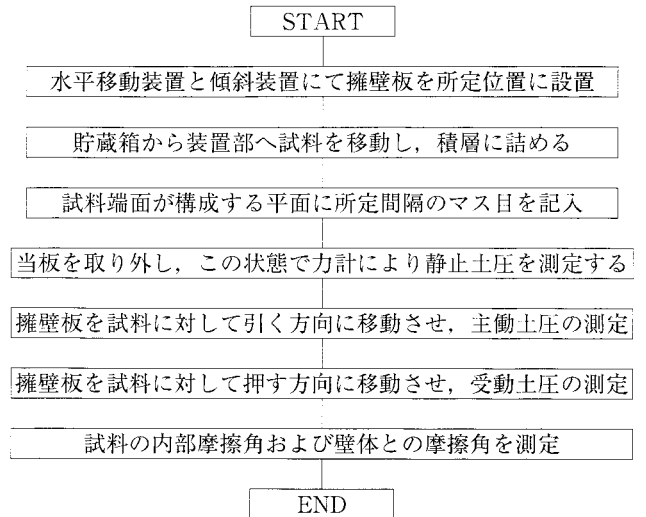 START
水平移動装置と傾斜装置にて擁壁板を所定位置に設置
貯蔵箱から装置部へ試料を移動し，積層に詰める
試料端面が構成する平面に所定間隔のマス目を記入
当板を取り外し，この状態で力計により静止土圧を測定する
擁壁板を試料に対して引く方向に移動させ，主働土圧の測定
擁壁板を試料に対して押す方向に移動させ，受動土圧の測定
試料の内部摩擦角および壁体との摩擦角を測定
END